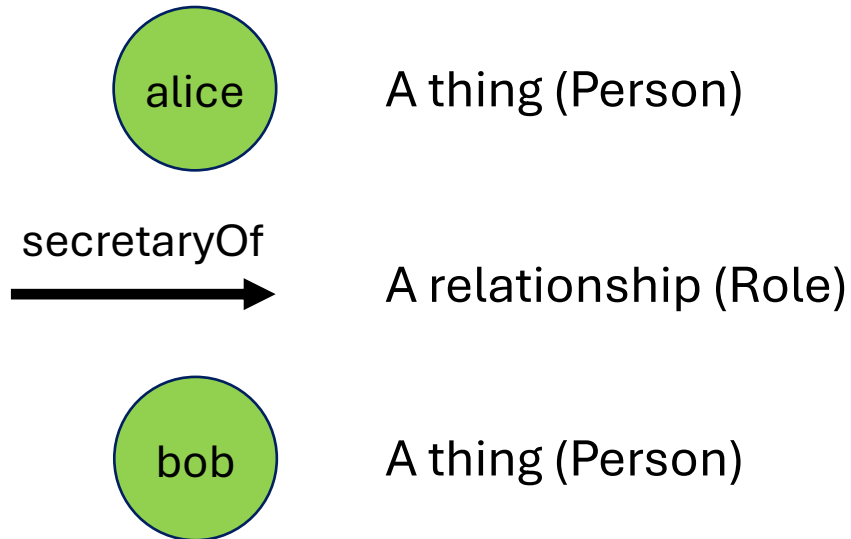 alice
A thing (Person)
secretaryOf
A relationship (Role)
bob
A thing (Person)